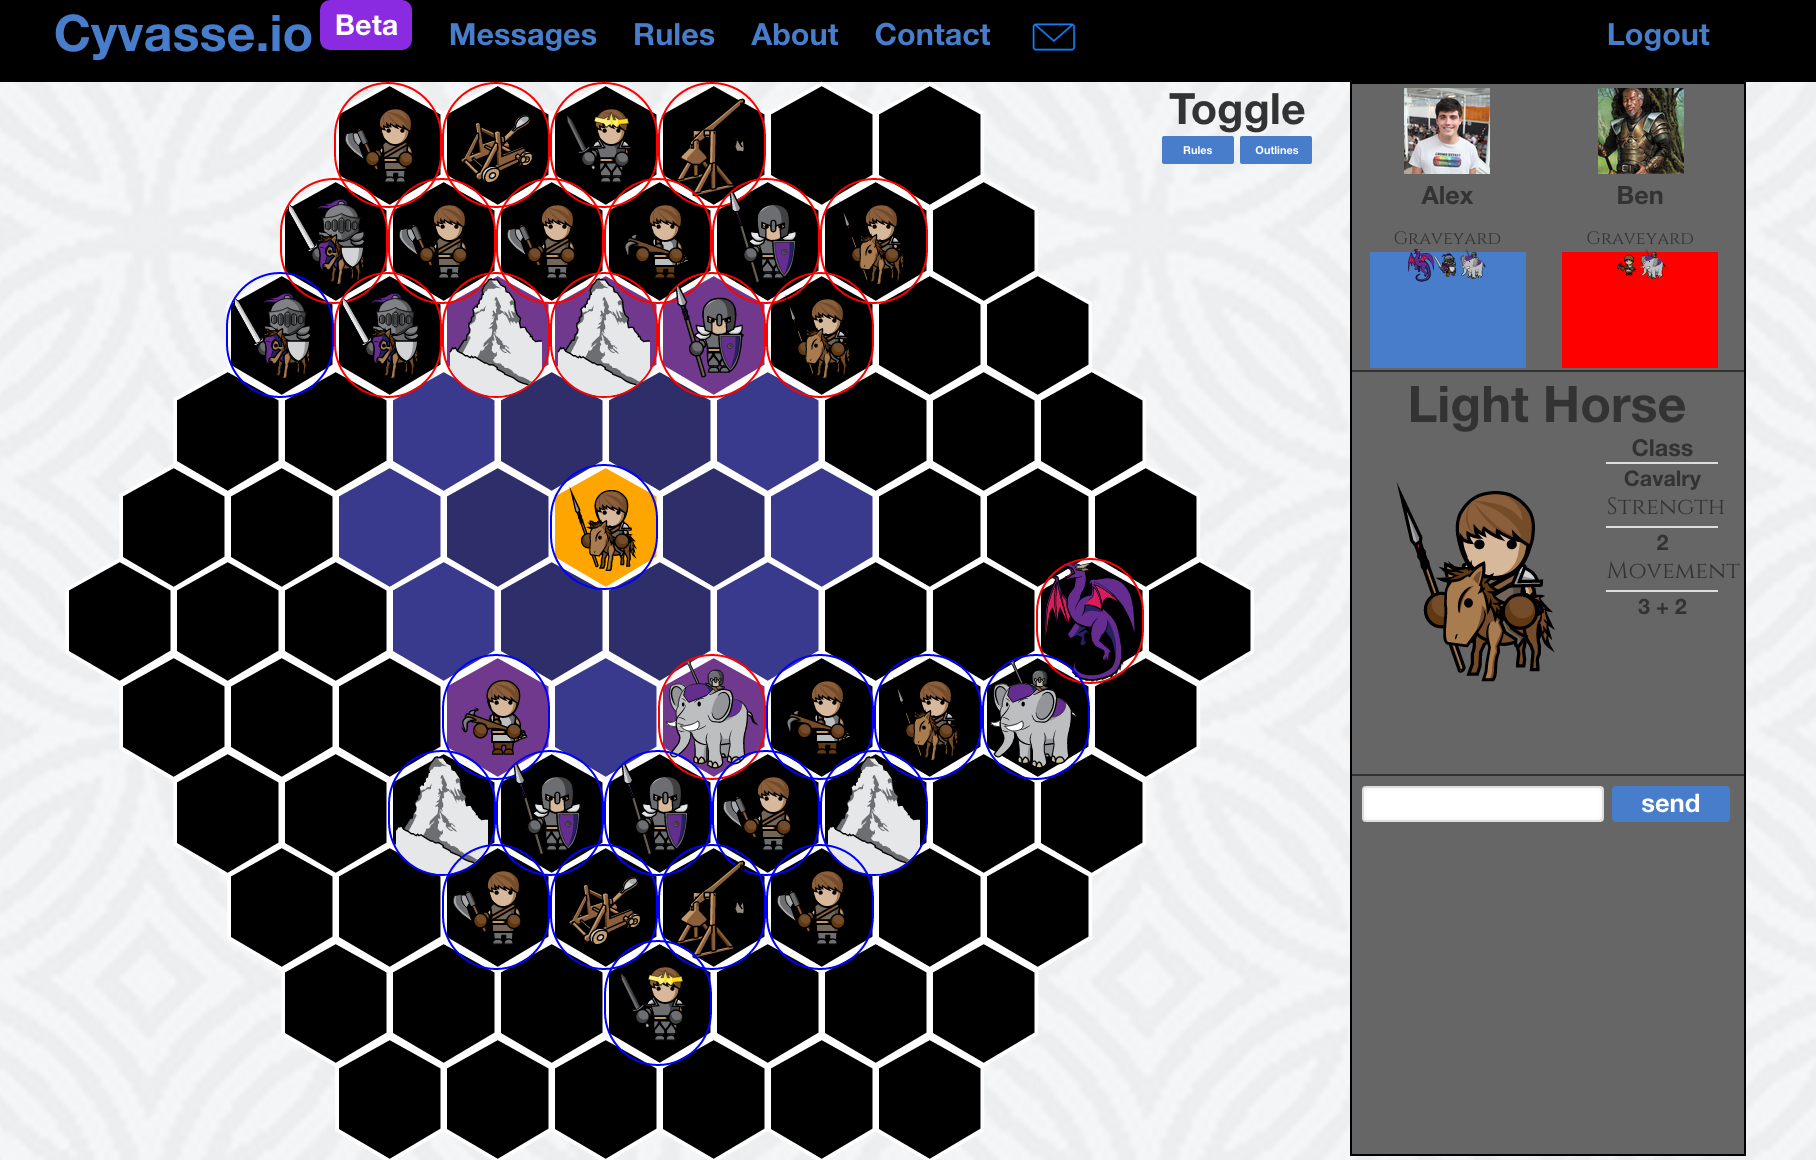 Cyvasse.io Beta Messages Rules About Contact Logout
Toggle
Rules Outlines
Alex Ben
Graveyard Graveyard
Light Horse
Class
Cavalry
Strength
2
Movement
3 + 2
send